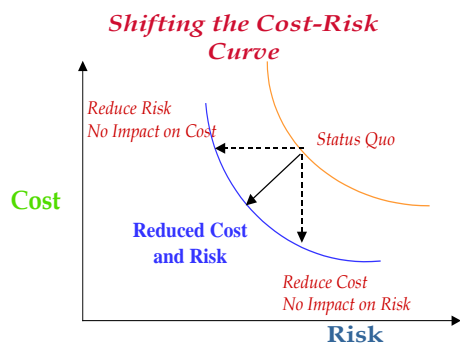 Shifting the Cost-Risk
Curve
Reduce Risk
No Impact on Cost
Status Quo
Cost
Reduced Cost
and Risk
Reduce Cost
No Impact on Risk
Risk